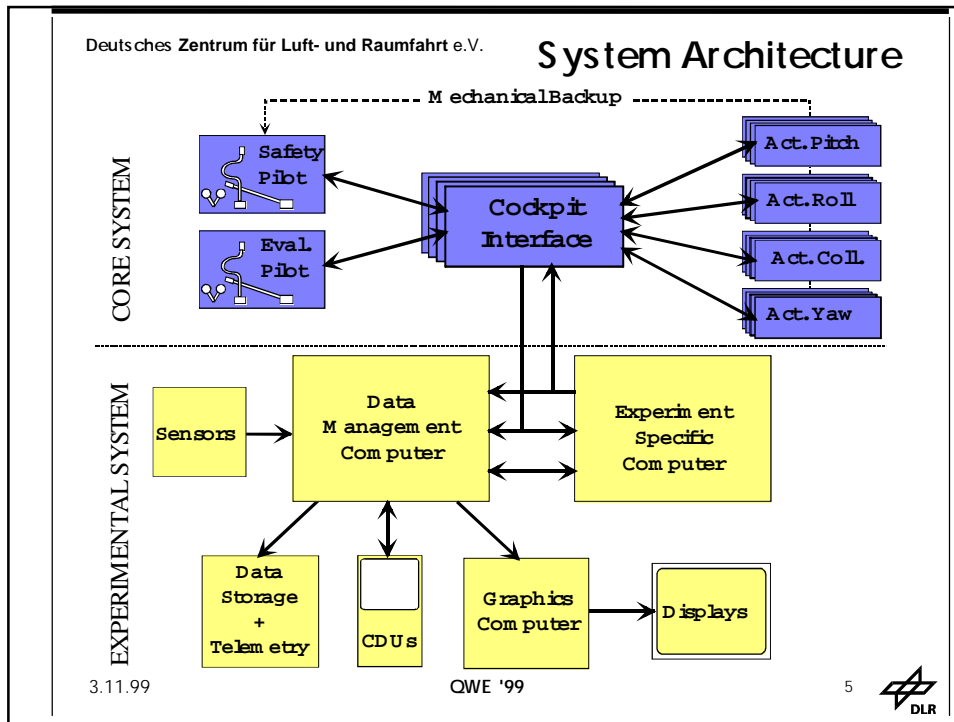 Deutsches Zentrum für Luft- und Raumfahrt e.V.
System Architecture
Mechanical Backup
CORE SYSTEM
Safety
Pilot
Eval.
Pilot
Cockpit
Interface
Act.Pitch
Act.Roll
Act.Coll.
Act.Yaw
EXPERIMENTAL SYSTEM
Sensors
Data
Management
Computer
Experiment
Specific
Computer
Data
Storage
+
Telemetry
CDUs
Graphics
Computer
Displays
3.11.99
QWE '99
5
DLR